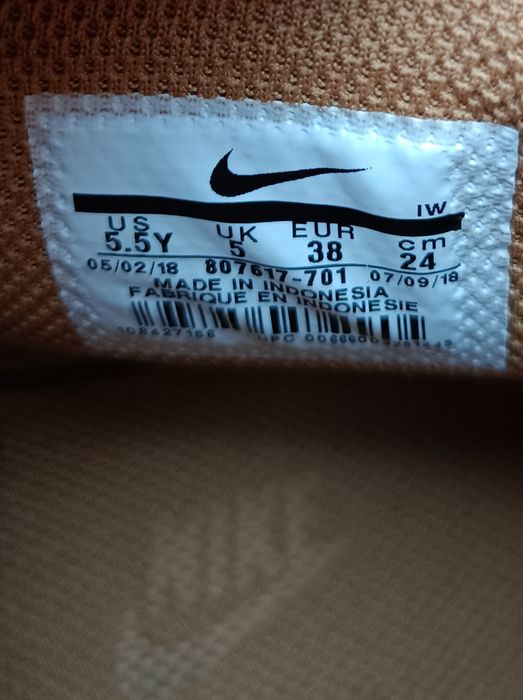 IW
US UK EUR cm
5.5Y 5 38 24
05/02/18 807617-701 07/09/18
MADE IN INDONESIA
FABRIQUE EN INDONESIE
UPC